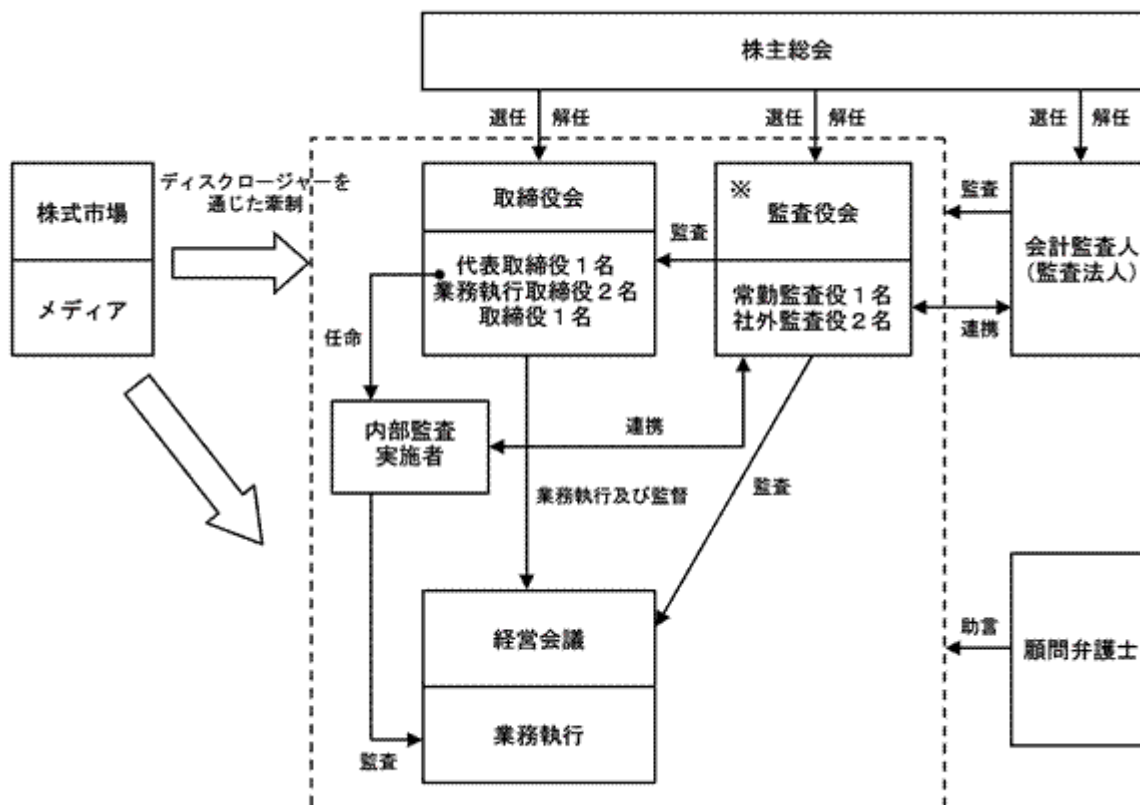 株主総会
選任 解任
選任 解任
選任 解任
株式市場
メディア
ディスクロージャーを
通じた牽制
取締役会
代表取締役1名
業務執行取締役2名
取締役1名
監査
※
監査役会
常勤監査役1名
社外監査役2名
監査
会計監査人
(監査法人)
連携
任命
内部監査
実施者
連携
業務執行及び監督
監査
経営会議
業務執行
監査
助言
顧問弁護士